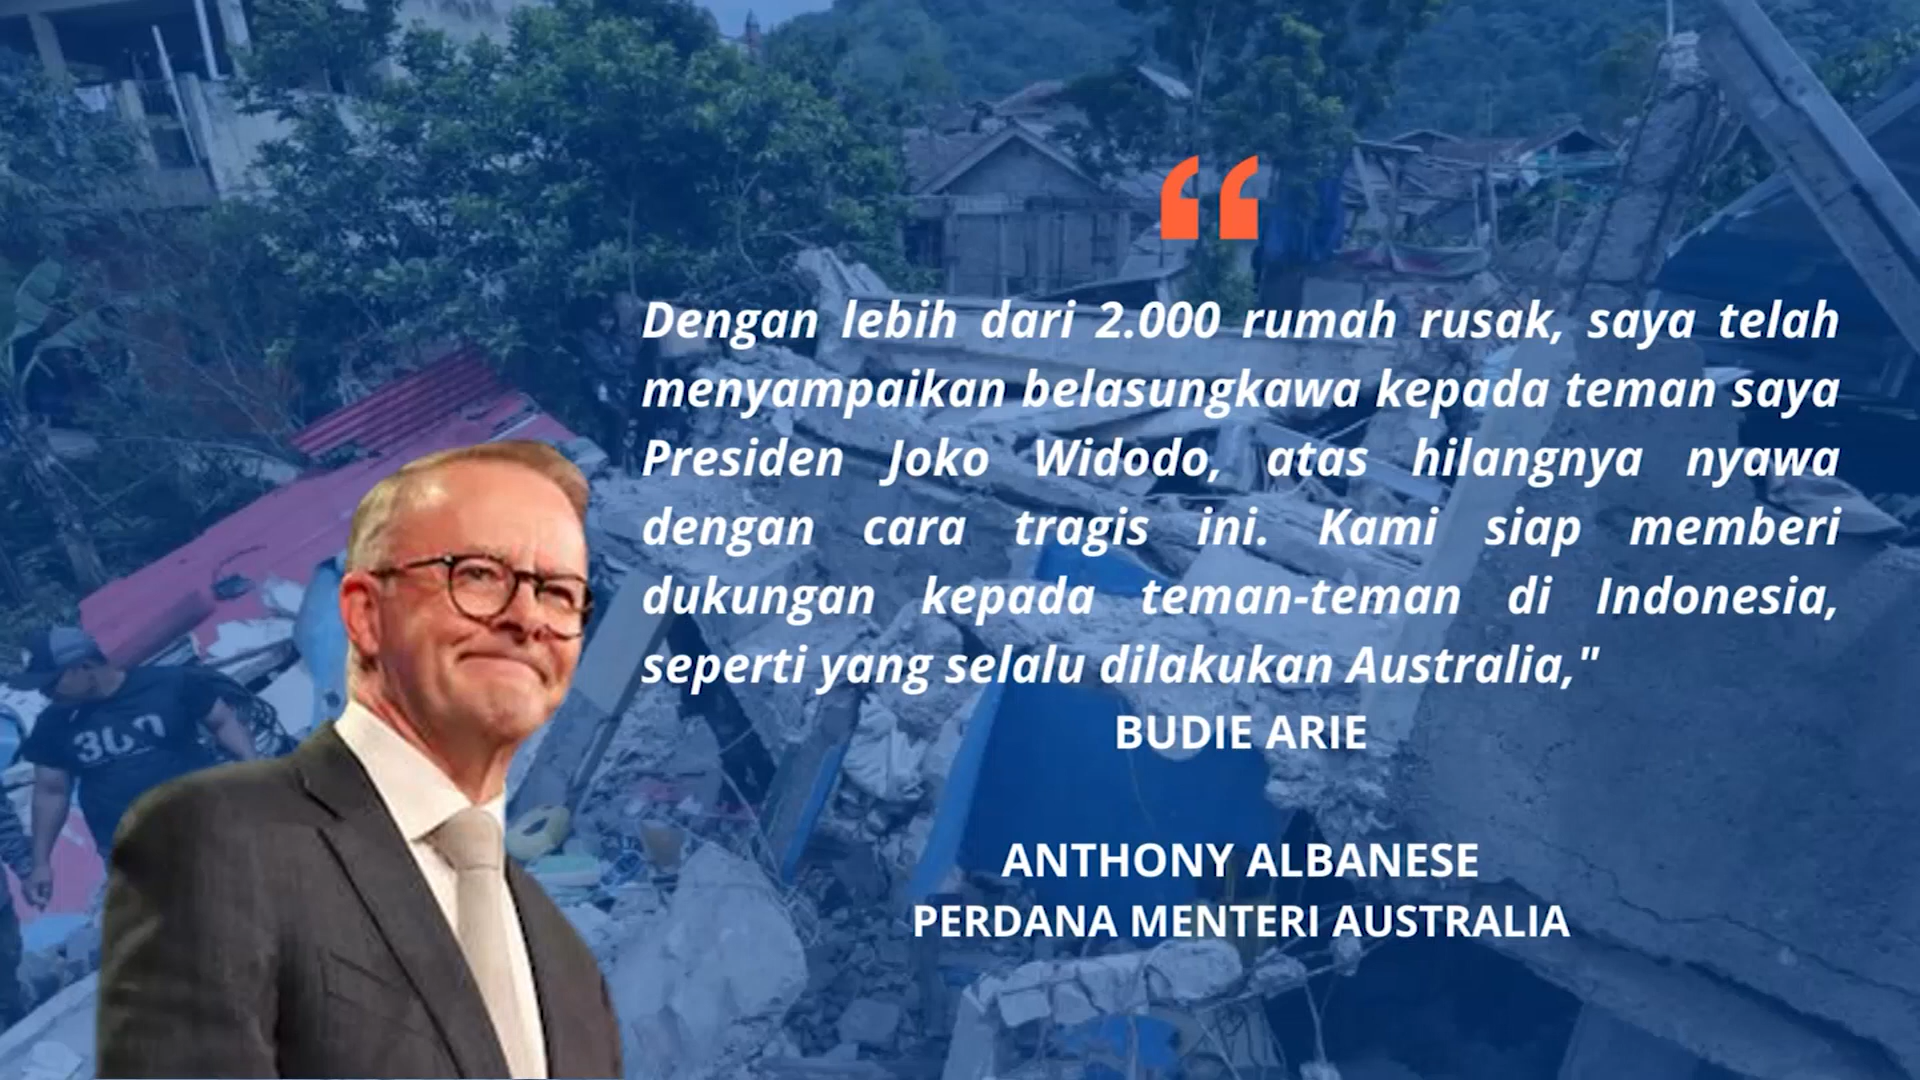 “
Dengan lebih dari 2.000 rumah rusak, saya telah
menyampaikan belasungkawa kepada teman saya
Presiden Joko Widodo, atas hilangnya nyawa
dengan cara tragis ini. Kami siap memberi
dukungan kepada teman-teman di Indonesia,
seperti yang selalu dilakukan Australia,"
BUDIE ARIE
ANTHONY ALBANESE
PERDANA MENTERI AUSTRALIA